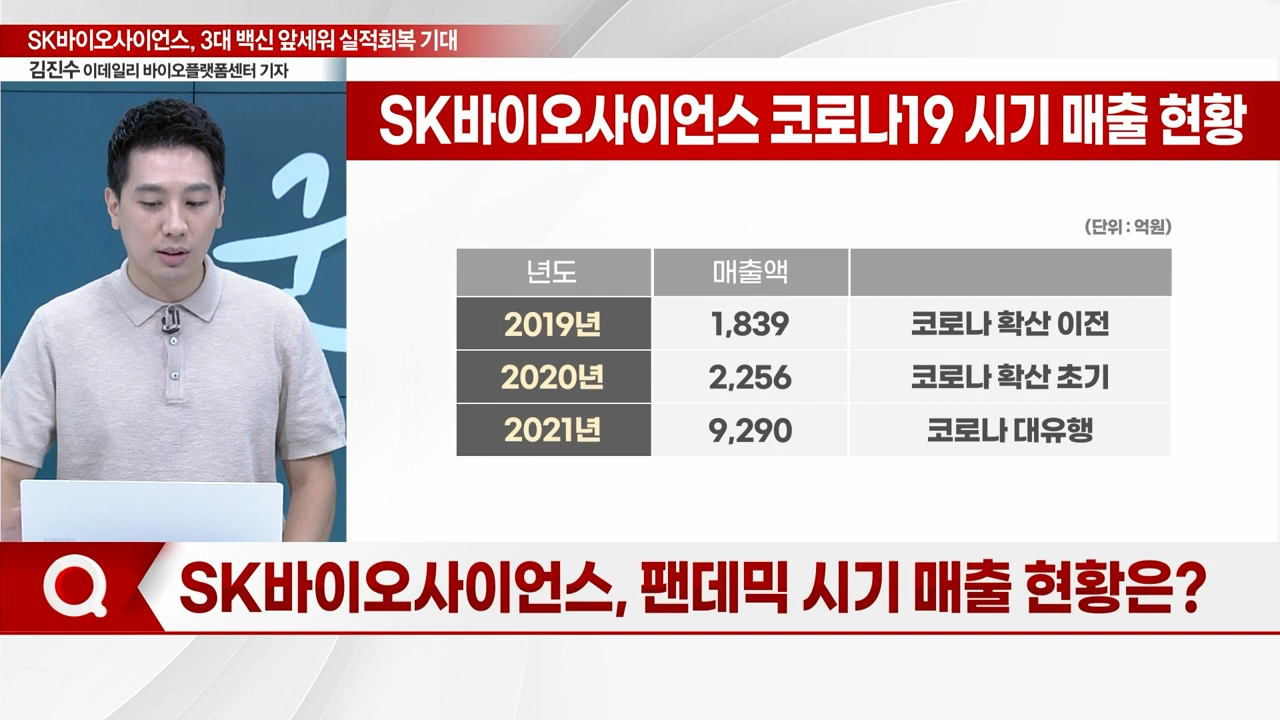 SK바이오사이언스, 3대 백신 앞세워 실적회복 기대
김진수 이데일리 바이오플랫폼센터 기자
SK바이오사이언스 코로나19 시기 매출 현황
(단위 : 억원)
년도 매출액
2019년 1,839 코로나 확산 이전
2020년 2,256 코로나 확산 초기
2021년 9,290 코로나 대유행
SK바이오사이언스, 팬데믹 시기 매출 현황은?